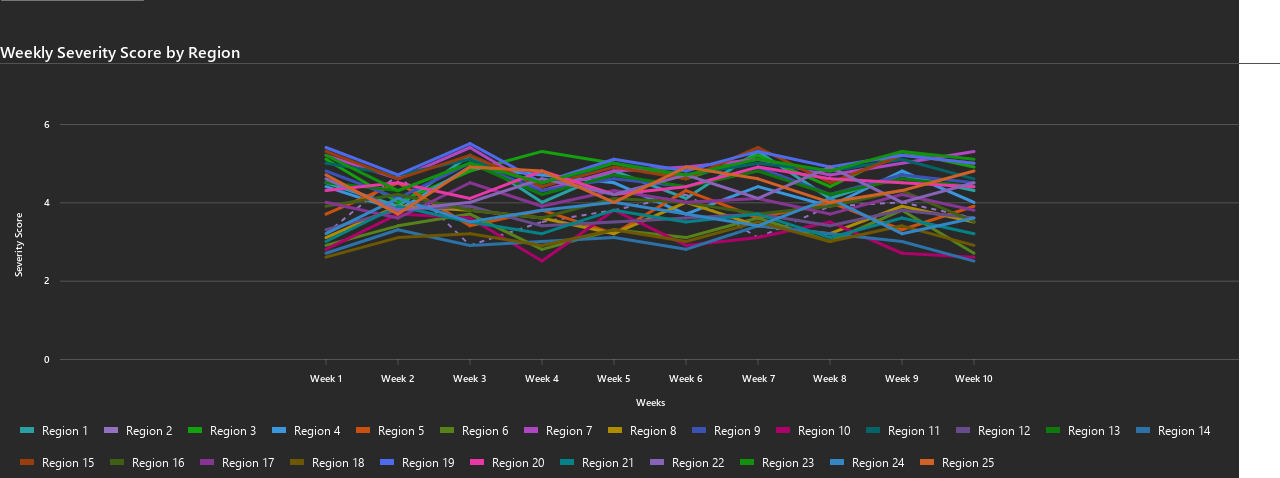 Weekly Severity Score by Region
6
4
2
0
Severity Score
Week 1 Week 2 Week 3 Week 4 Week 5 Week 6 Week 7 Week 8 Week 9 Week 10
Weeks
Region 1 Region 2 Region 3 Region 4 Region 5 Region 6 Region 7 Region 8 Region 9 Region 10 Region 11 Region 12 Region 13 Region 14
Region 15 Region 16 Region 17 Region 18 Region 19 Region 20 Region 21 Region 22 Region 23 Region 24 Region 25